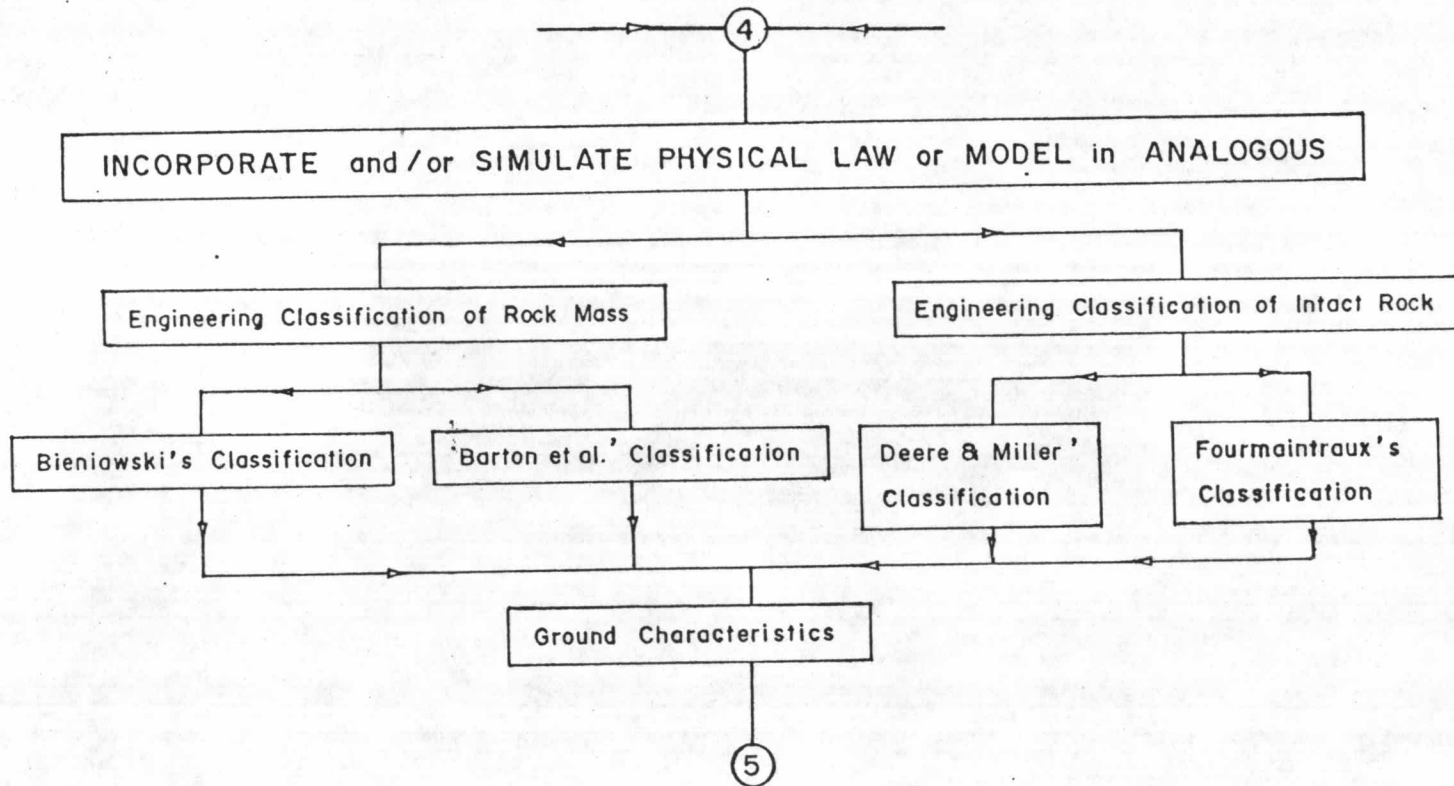 4
INCORPORATE and/or SIMULATE PHYSICAL LAW or MODEL in ANALOGOUS
Engineering Classification of Rock Mass
Engineering Classification of Intact Rock
Bieniawski's Classification
Barton et al.' Classification
Deere & Miller'
Classification
Fourmaintraux's
Classification
Ground Characteristics
5